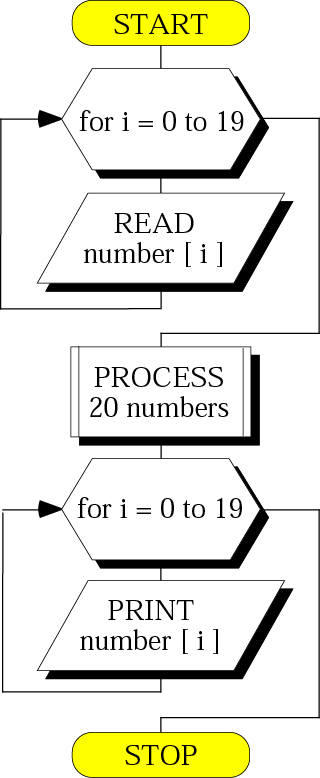 START
for i = 0 to 19
READ
number [ i ]
PROCESS
20 numbers
for i = 0 to 19
PRINT
number [ i ]
STOP